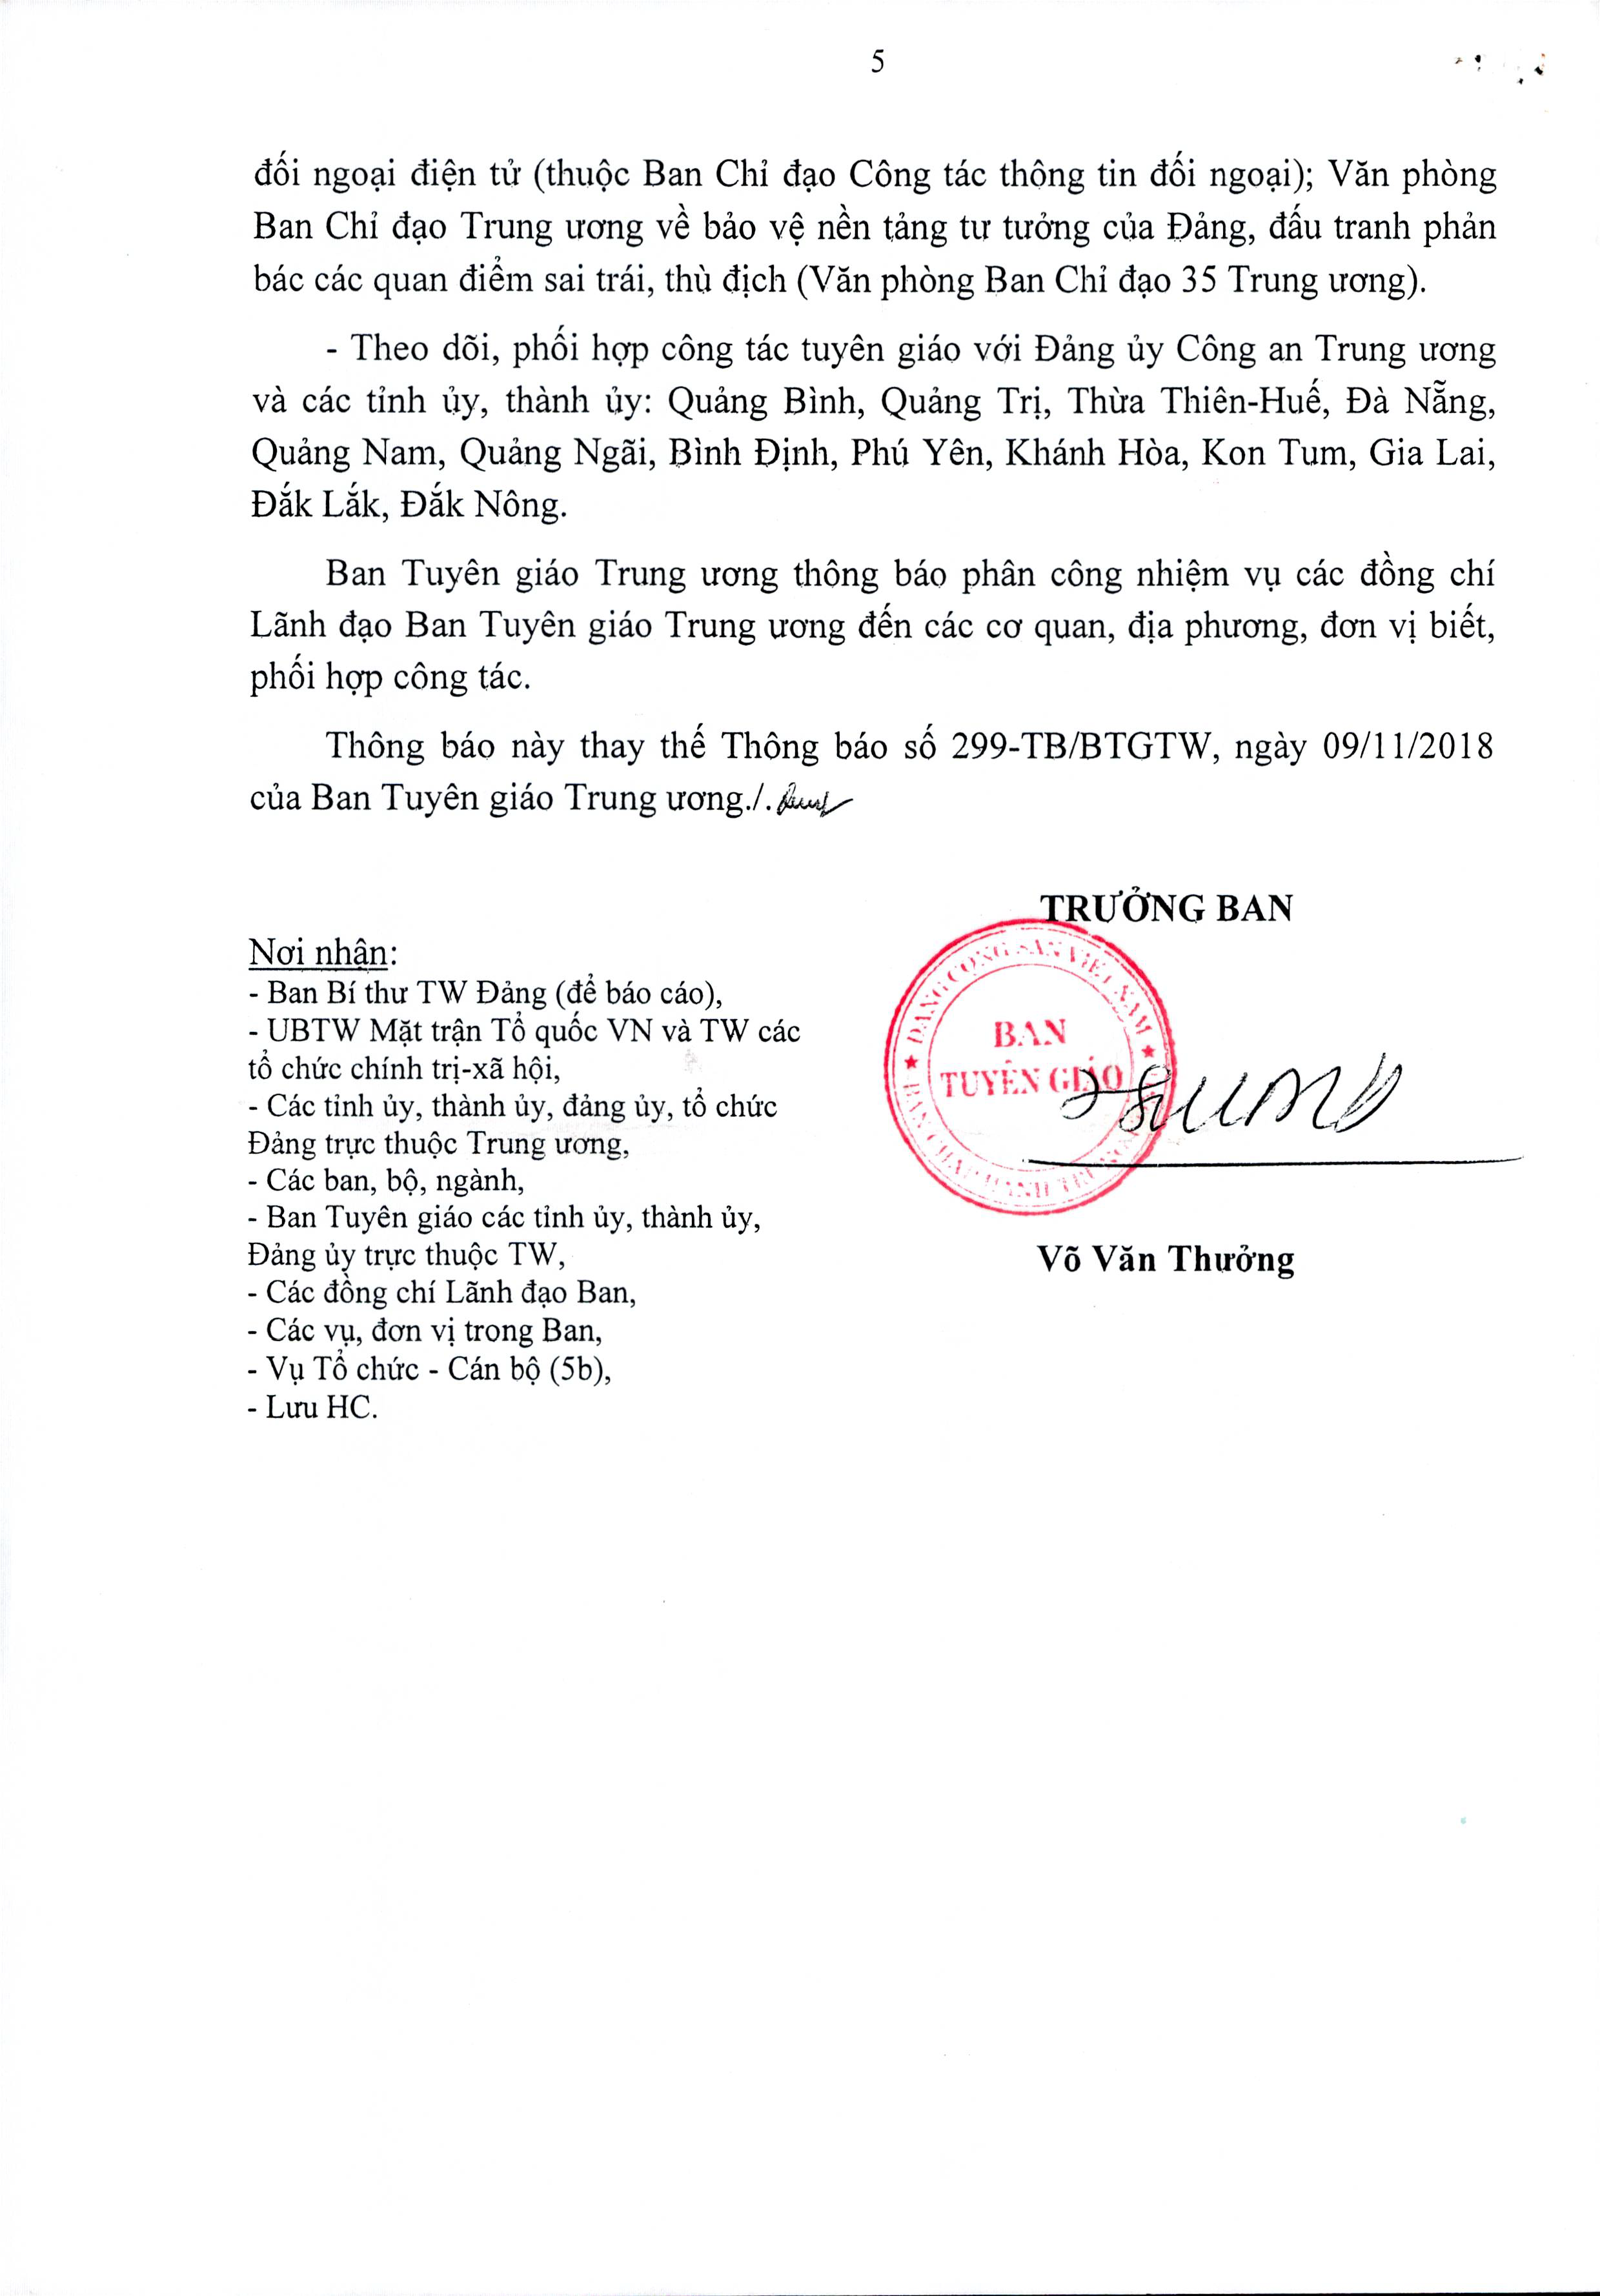 5
đối ngoại điện tử (thuộc Ban Chỉ đạo Công tác thông tin đối ngoại); Văn phòng
Ban Chỉ đạo Trung ương về bảo vệ nền tảng tư tưởng của Đảng, đấu tranh phản
bác các quan điểm sai trái, thù địch (Văn phòng Ban Chỉ đạo 35 Trung ương).
- Theo dõi, phối hợp công tác tuyên giáo với Đảng ủy Công an Trung ương
và các tỉnh ủy, thành ủy: Quảng Bình, Quảng Trị, Thừa Thiên-Huế, Đà Nẵng,
Quảng Nam, Quảng Ngãi, Bình Định, Phú Yên, Khánh Hòa, Kon Tum, Gia Lai,
Đắk Lắk, Đắk Nông.
Ban Tuyên giáo Trung ương thông báo phân công nhiệm vụ các đồng chí
Lãnh đạo Ban Tuyên giáo Trung ương đến các cơ quan, địa phương, đơn vị biết,
phối hợp công tác.
Thông báo này thay thế Thông báo số 299-TB/BTGTW, ngày 09/11/2018
của Ban Tuyên giáo Trung ương./.
TRƯỞNG BAN
ĐẢNG CỘNG SẢN VIỆT NAM
BAN
TUYÊN GIÁO
BAN CHẤP HÀNH TRUNG
Võ Văn Thưởng
Nơi nhận:
- Ban Bí thư TW Đảng (để báo cáo),
- UBTW Mặt trận Tổ quốc VN và TW các
tổ chức chính trị-xã hội,
- Các tỉnh ủy, thành ủy, đảng ủy, tổ chức
Đảng trực thuộc Trung ương,
- Các ban, bộ, ngành,
- Ban Tuyên giáo các tỉnh ủy, thành ủy,
Đảng ủy trực thuộc TW,
- Các đồng chí Lãnh đạo Ban,
- Các vụ, đơn vị trong Ban,
- Vụ Tổ chức - Cán bộ (5b),
- Lưu HC.